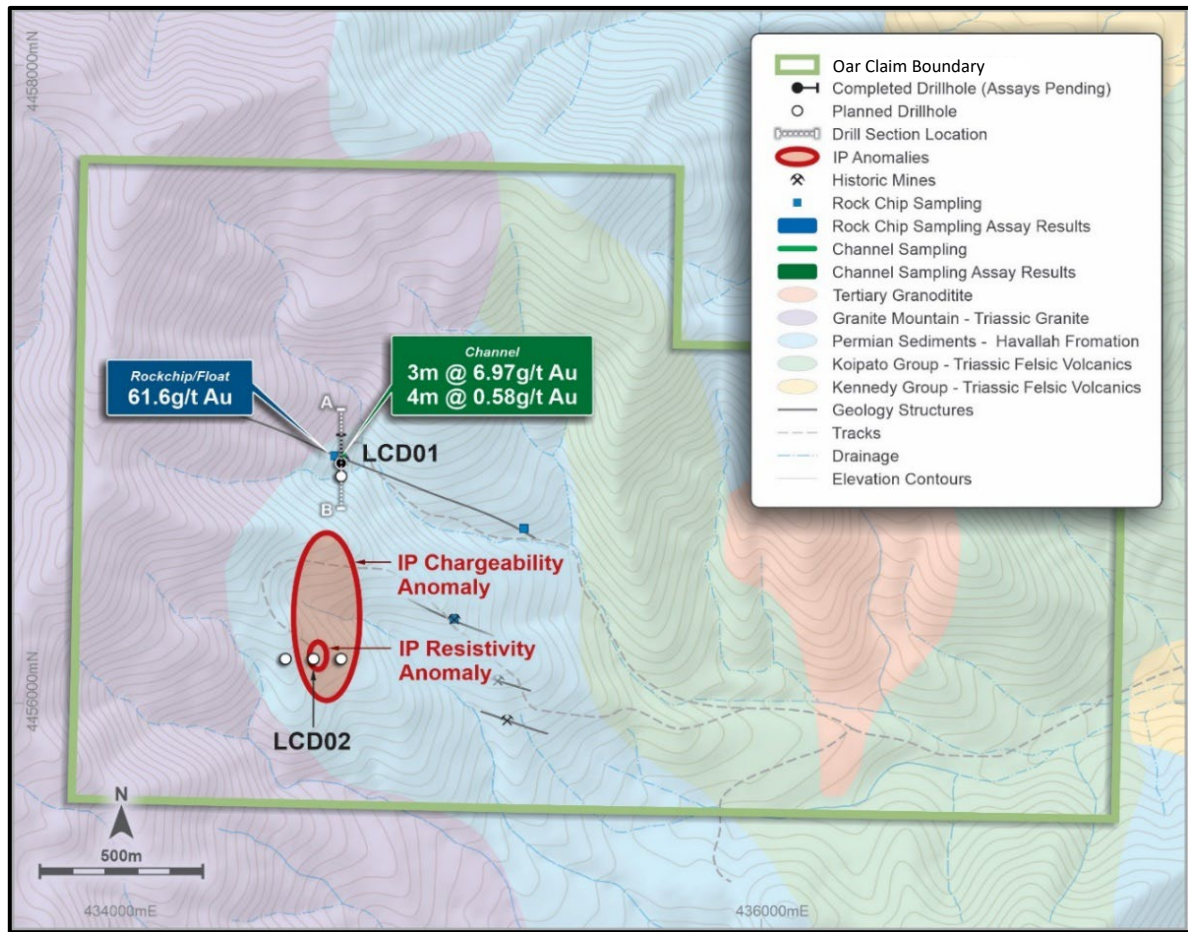 4458000mN
Oar Claim Boundary
Completed Drillhole (Assays Pending)
Planned Drillhole
Drill Section Location
IP Anomalies
Historic Mines
Rock Chip Sampling
Rock Chip Sampling Assay Results
Channel Sampling
Channel Sampling Assay Results
Tertiary Granoditite
Granite Mountain - Triassic Granite
Permian Sediments - Havallah Fromation
Koipato Group - Triassic Felsic Volcanics
Kennedy Group - Triassic Felsic Volcanics
Geology Structures
Tracks
Drainage
Elevation Contours
Rockchip/Float
61.6g/t Au
Channel
3m @ 6.97g/t Au
4m @ 0.58g/t Au
A
LCD01
B
IP Chargeability
Anomaly
IP Resistivity
Anomaly
LCD02
4456000mN
N
500m
434000mE
436000mE